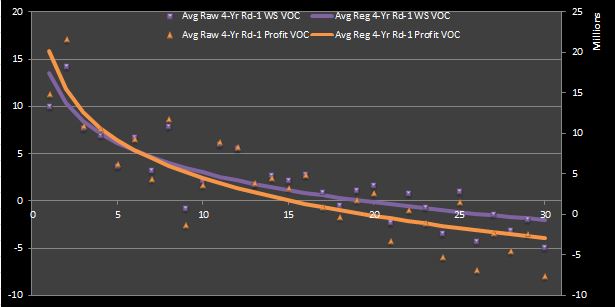 Avg Raw 4-Yr Rd-1 WS VOC Avg Reg 4-Yr Rd-1 WS VOC
Avg Raw 4-Yr Rd-1 Profit VOC Avg Reg 4-Yr Rd-1 Profit VOC
Millions
20 25
20
15
15
10
10
5
5
0 0
0 5 10 15 20 25 30
-5 -5
-10 -10